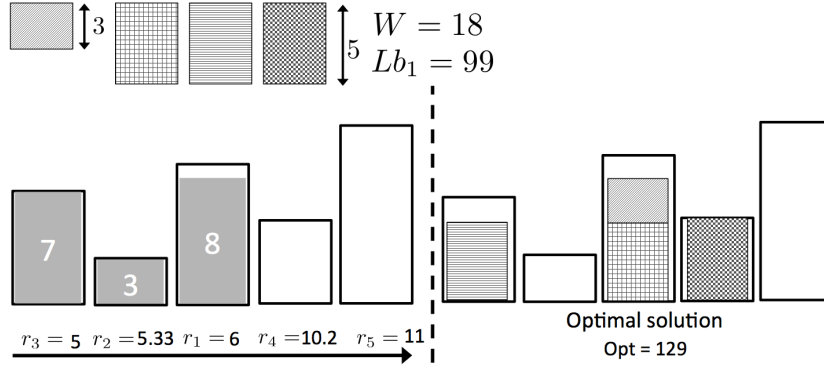 3
5
W = 18
Lb₁ = 99
7
3
8
r₃ = 5 r₂ = 5.33 r₁ = 6 r₄ = 10.2 r₅ = 11
Optimal solution
Opt = 129